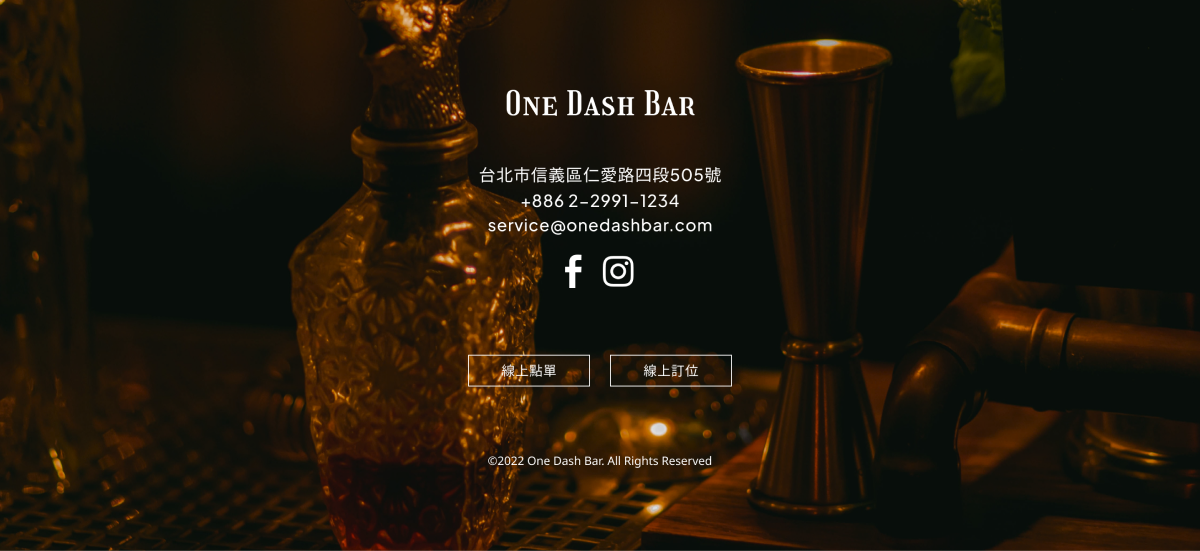 One Dash Bar
台北市信義區仁愛路四段505號
+886 2-2991-1234
service@onedashbar.com
線上點單
線上訂位
©2022 One Dash Bar. All Rights Reserved